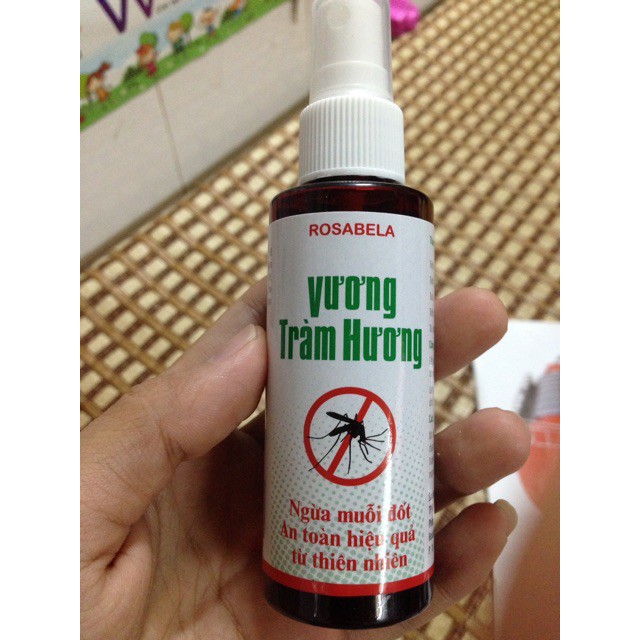 ROSABELA
Vương
Tràm Hương
Ngừa muỗi đốt
An toàn hiệu quả
từ thiên nhiên